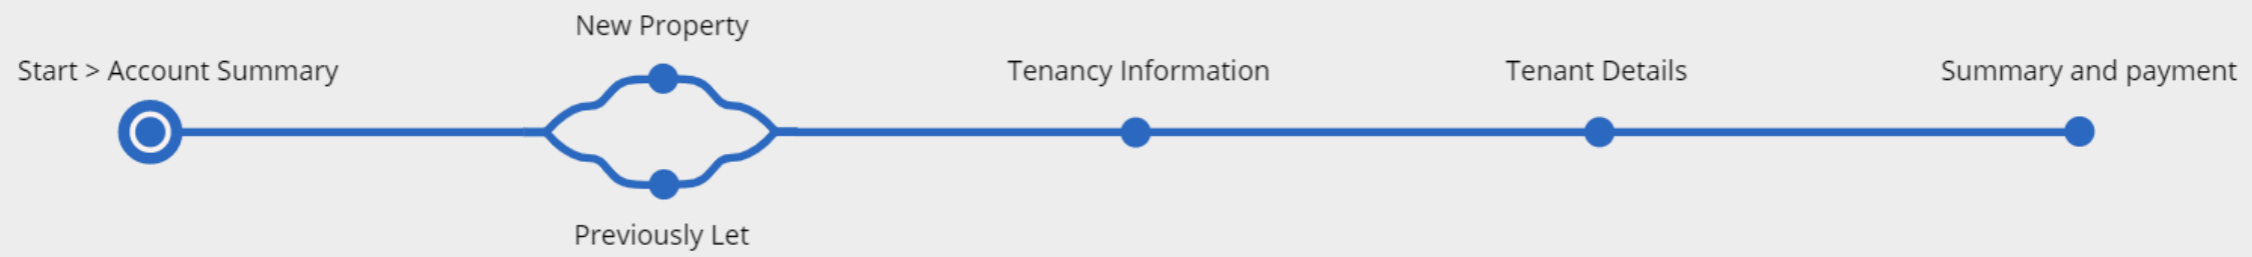 Start > Account Summary
New Property
Previously Let
Tenancy Information
Tenant Details
Summary and payment